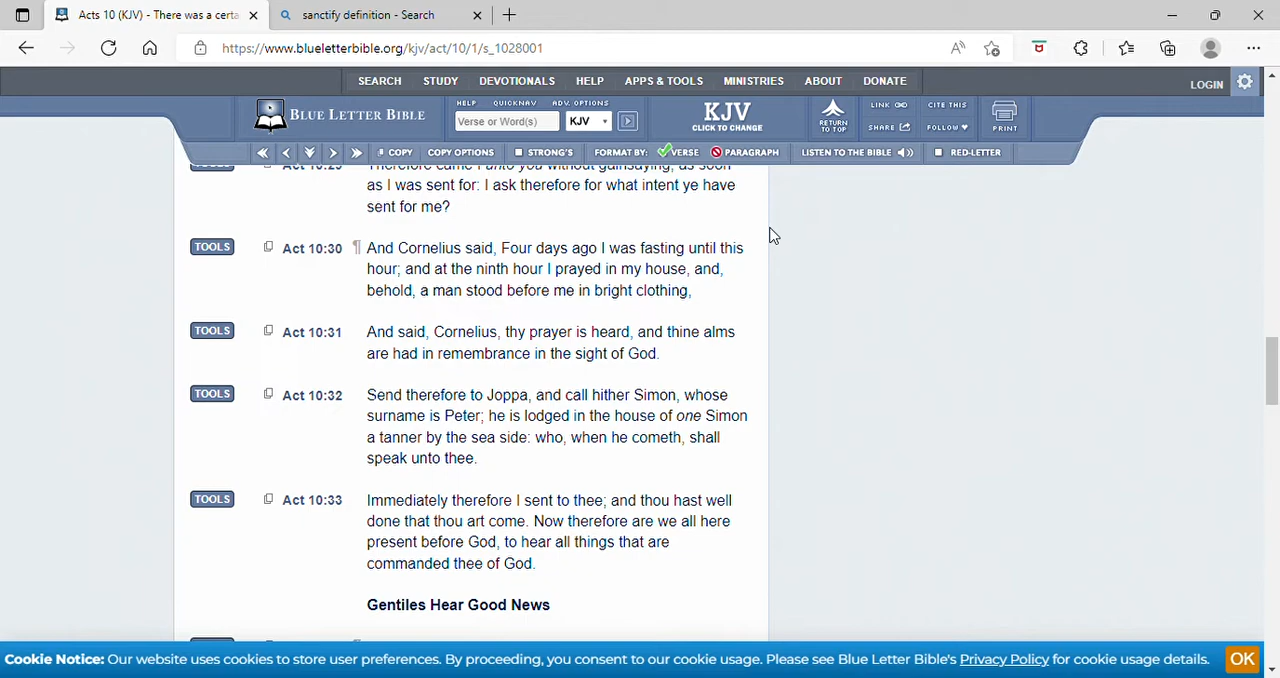 Acts 10 (KJV) - There was a certa
sanctify definition - Search
https://www.blueletterbible.org/kjv/act/10/1/s_1028001
SEARCH STUDY DEVOTIONALS HELP APPS & TOOLS MINISTRIES ABOUT DONATE
LOGIN
BLUE LETTER BIBLE
HELP QUICKNAV ADV. OPTIONS
Verse or Word(s) KJV
KJV
CLICK TO CHANGE
RETURN
TO TOP
LINK CITE THIS
SHARE FOLLOW
PRINT
COPY COPY OPTIONS STRONG'S FORMAT BY: VERSE PARAGRAPH LISTEN TO THE BIBLE RED-LETTER
Therefore came I unto you without gainsaying, as soon
as I was sent for: I ask therefore for what intent ye have
sent for me?
TOOLS Act 10:30 ¶ And Cornelius said, Four days ago I was fasting until this
hour; and at the ninth hour I prayed in my house, and,
behold, a man stood before me in bright clothing,
TOOLS Act 10:31 And said, Cornelius, thy prayer is heard, and thine alms
are had in remembrance in the sight of God.
TOOLS Act 10:32 Send therefore to Joppa, and call hither Simon, whose
surname is Peter; he is lodged in the house of one Simon
a tanner by the sea side: who, when he cometh, shall
speak unto thee.
TOOLS Act 10:33 Immediately therefore I sent to thee; and thou hast well
done that thou art come. Now therefore are we all here
present before God, to hear all things that are
commanded thee of God.
Gentiles Hear Good News
Cookie Notice: Our website uses cookies to store user preferences. By proceeding, you consent to our cookie usage. Please see Blue Letter Bible's Privacy Policy for cookie usage details. OK